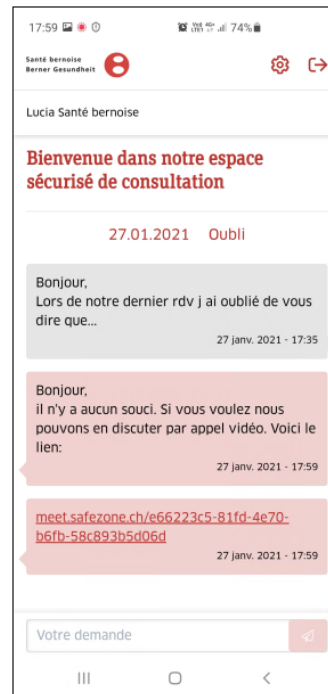 17:59 74%
Santé bernoise
Berner Gesundheit
Lucia Santé bernoise
Bienvenue dans notre espace
sécurisé de consultation
27.01.2021 Oubli
Bonjour,
Lors de notre dernier rdv j ai oublié de vous
dire que...
27 janv. 2021 - 17:35
Bonjour,
il n'y a aucun souci. Si vous voulez nous
pouvons en discuter par appel vidéo. Voici le
lien:
27 janv. 2021 - 17:59
meet.safezone.ch/e66223c5-81fd-4e70-
b6fb-58c893b5d06d
27 janv. 2021 - 17:59
Votre demande